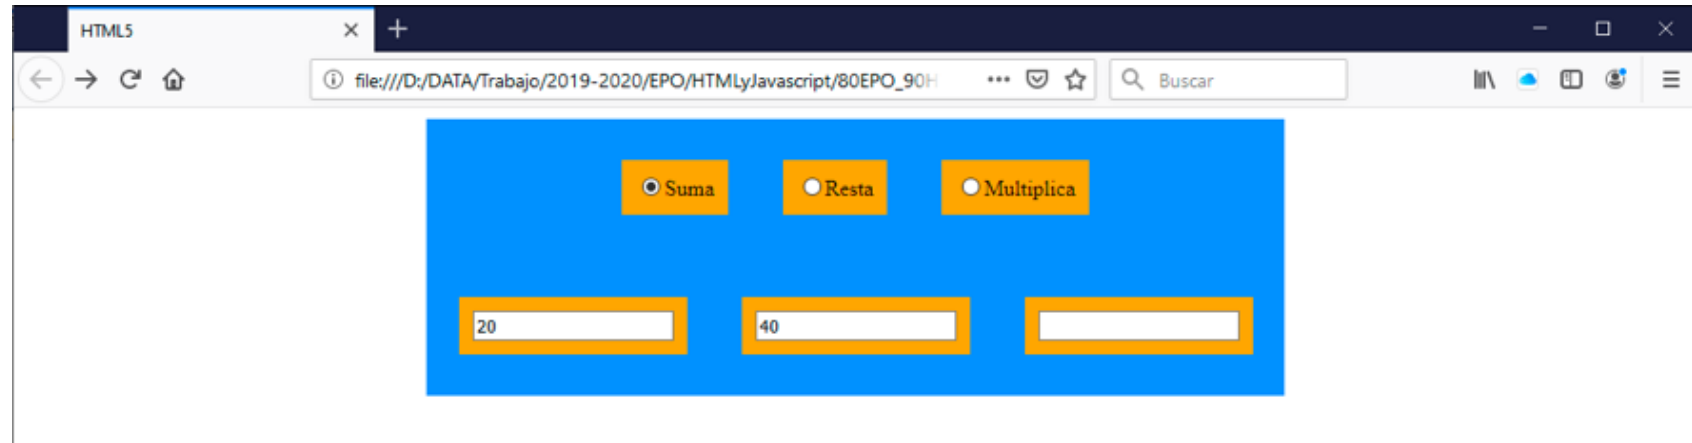 HTML5
file:///D:/DATA/Trabajo/2019-2020/EPO/HTMLyJavascript/80EPO_90H
Buscar
Suma Resta Multiplica
20 40